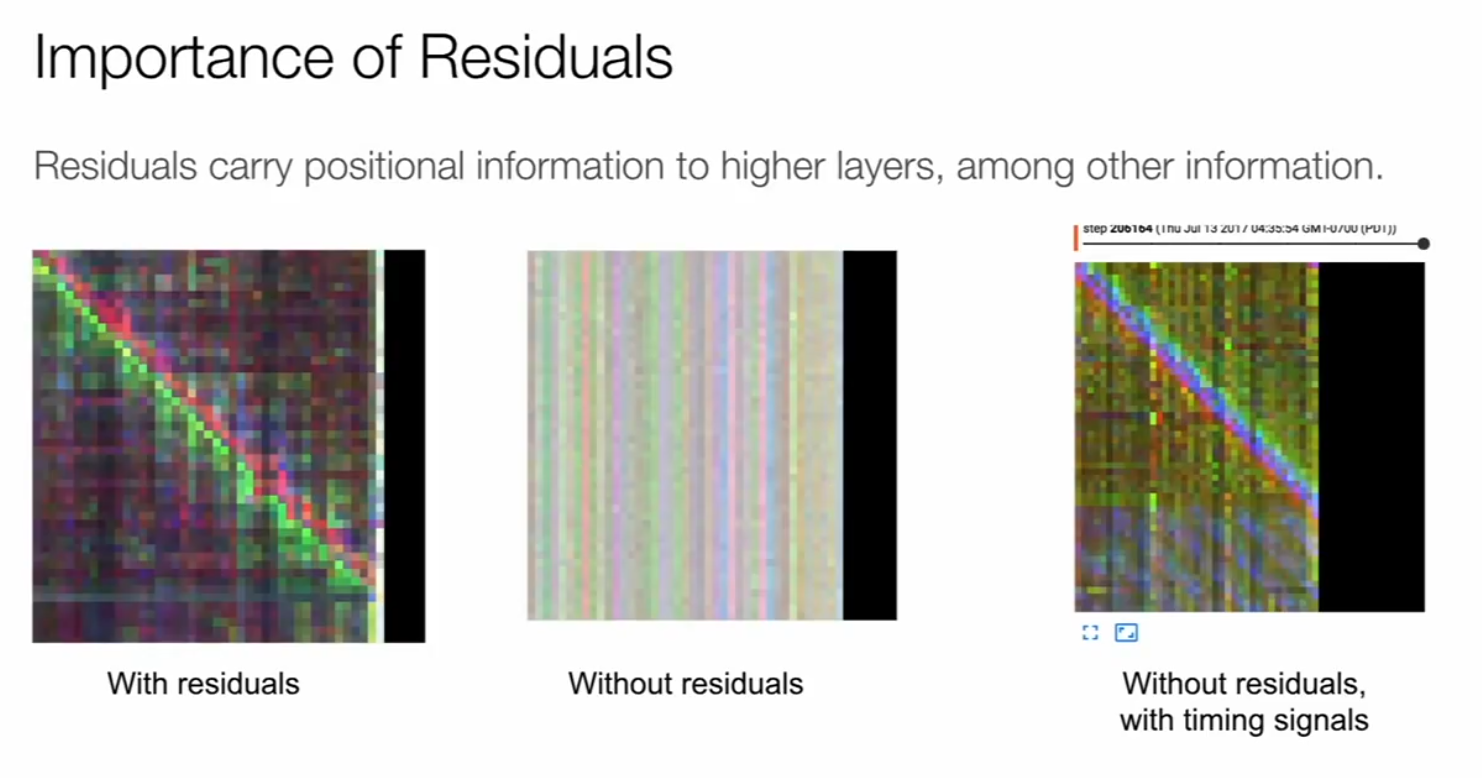 Importance of Residuals
Residuals carry positional information to higher layers, among other information.
step 206164 (Thu Jul 13 2017 04:35:54 GMT-0700 (PDT))
With residuals
Without residuals
Without residuals,
with timing signals